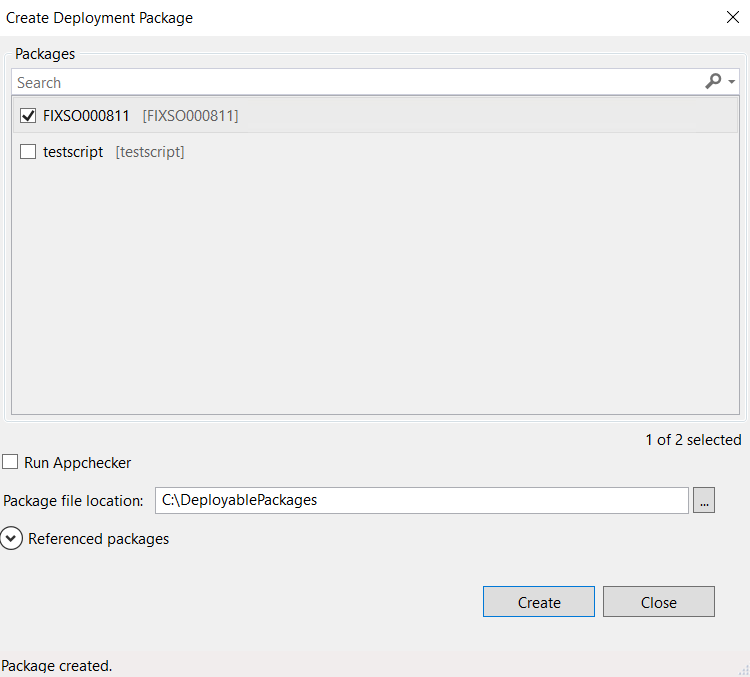 Create Deployment Package
Packages
Search
FIXSO000811 [FIXSO000811]
testscript [testscript]
1 of 2 selected
Run Appchecker
Package file location: C:\DeployablePackages ...
Referenced packages
Create Close
Package created.